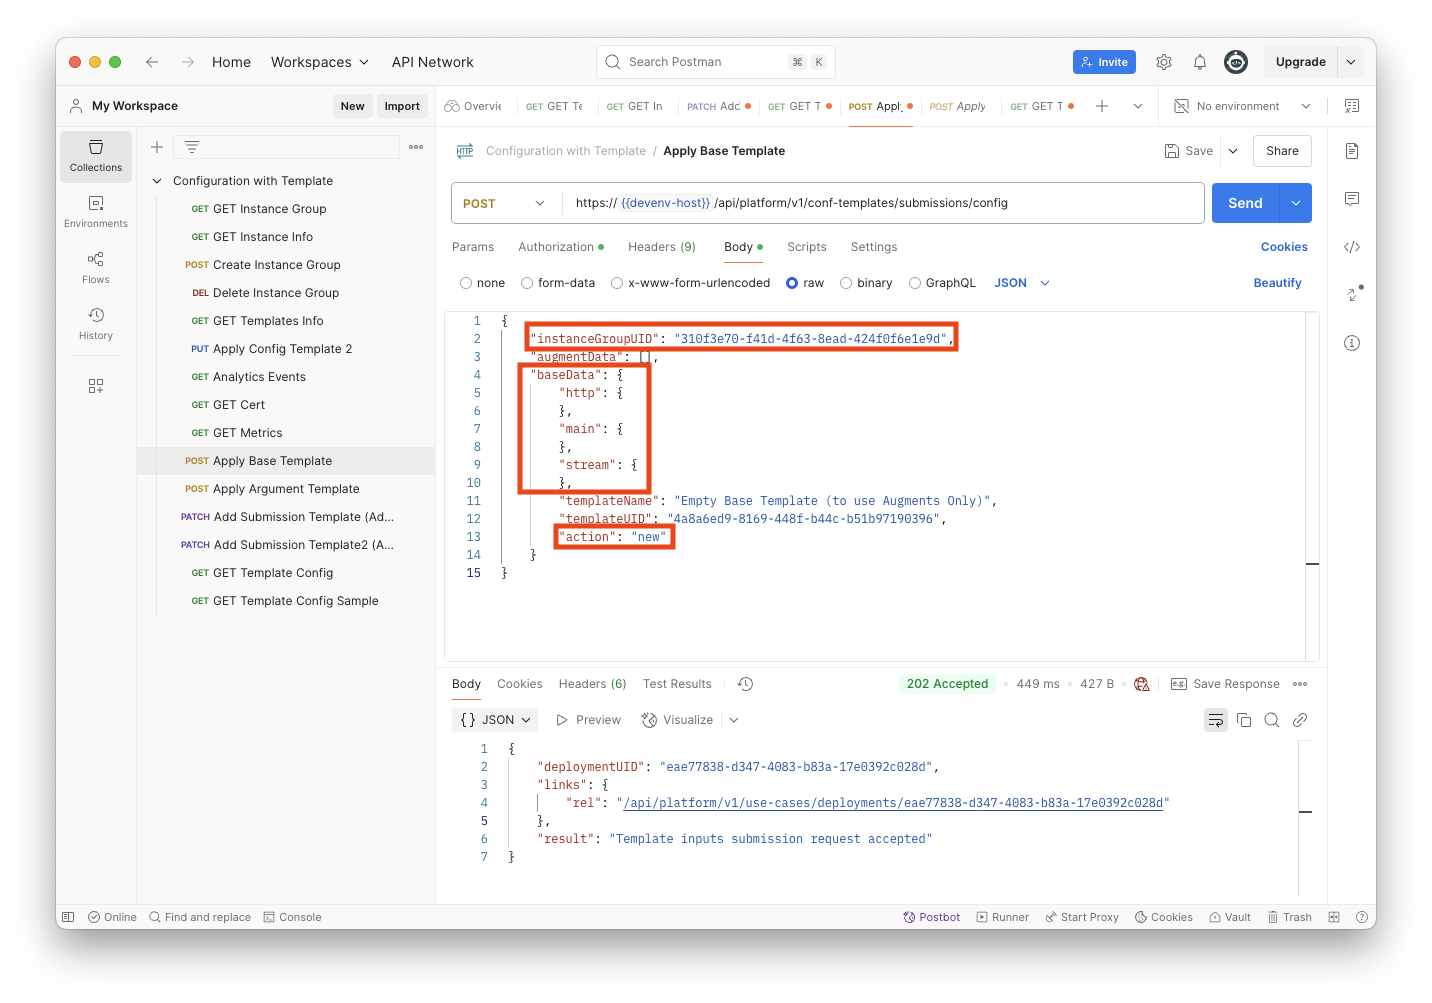 Home
Workspaces
API Network
Search Postman
⌘ K
Invite
Upgrade
My Workspace
New
Import
Overvie
GET GET Te
GET GET In
PATCH Add
GET GET T
POST Apply
POST Apply
GET GET T
No environment
Collections
Environments
Flows
History
Configuration with Template
GET GET Instance Group
GET GET Instance Info
POST Create Instance Group
DEL Delete Instance Group
GET GET Templates Info
PUT Apply Config Template 2
GET Analytics Events
GET GET Cert
GET GET Metrics
POST Apply Base Template
POST Apply Argument Template
PATCH Add Submission Template (Ad...
PATCH Add Submission Template2 (A...
GET GET Template Config
GET GET Template Config Sample
HTTP Configuration with Template / Apply Base Template
Save
Share
POST
https:// {{devenv-host}} /api/platform/v1/conf-templates/submissions/config
Send
Params
Authorization
Headers (9)
Body
Scripts
Settings
Cookies
none
form-data
x-www-form-urlencoded
raw
binary
GraphQL
JSON
Beautify
1 {
2 "instanceGroupUID": "310f3e70-f41d-4f63-8ead-424f0f6e1e9d",
3 "augmentData": [],
4 "baseData": {
5 "http": {
6 },
7 "main": {
8 },
9 "stream": {
10 },
11 "templateName": "Empty Base Template (to use Augments Only)",
12 "templateUID": "4a8a6ed9-8169-448f-b44c-b51b97190396",
13 "action": "new"
14 }
15 }
Body
Cookies
Headers (6)
Test Results
202 Accepted
449 ms
427 B
e.g. Save Response
{} JSON
Preview
Visualize
1 {
2 "deploymentUID": "eae77838-d347-4083-b83a-17e0392c028d",
3 "links": {
4 "rel": "/api/platform/v1/use-cases/deployments/eae77838-d347-4083-b83a-17e0392c028d"
5 },
6 "result": "Template inputs submission request accepted"
7 }
Online
Find and replace
Console
Postbot
Runner
Start Proxy
Cookies
Vault
Trash